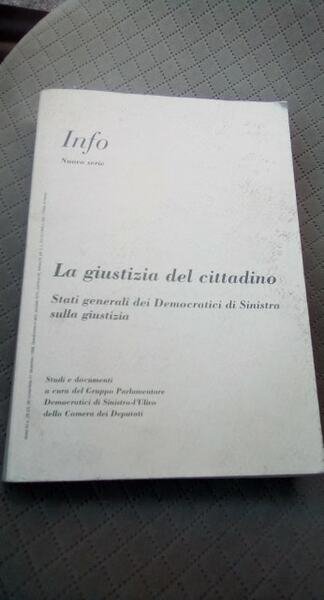 Info
Nuova serie
La giustizia del cittadino
Stati generali dei Democratici di Sinistra
sulla giustizia
Studi e documenti
a cura del Gruppo Parlamentare
Democratici di Sinistra-l'Ulivo
della Camera dei Deputati